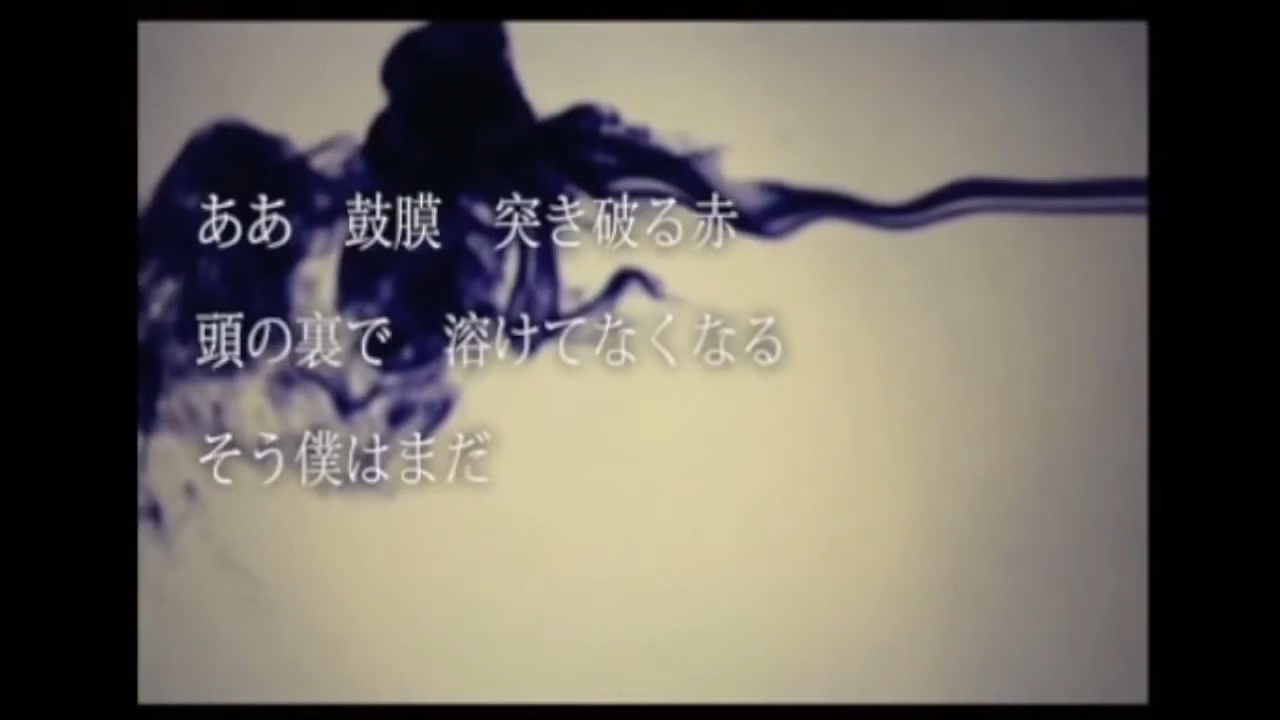 ああ　鼓膜　突き破る赤
頭の裏で　溶けてなくなる
そう僕はまだ